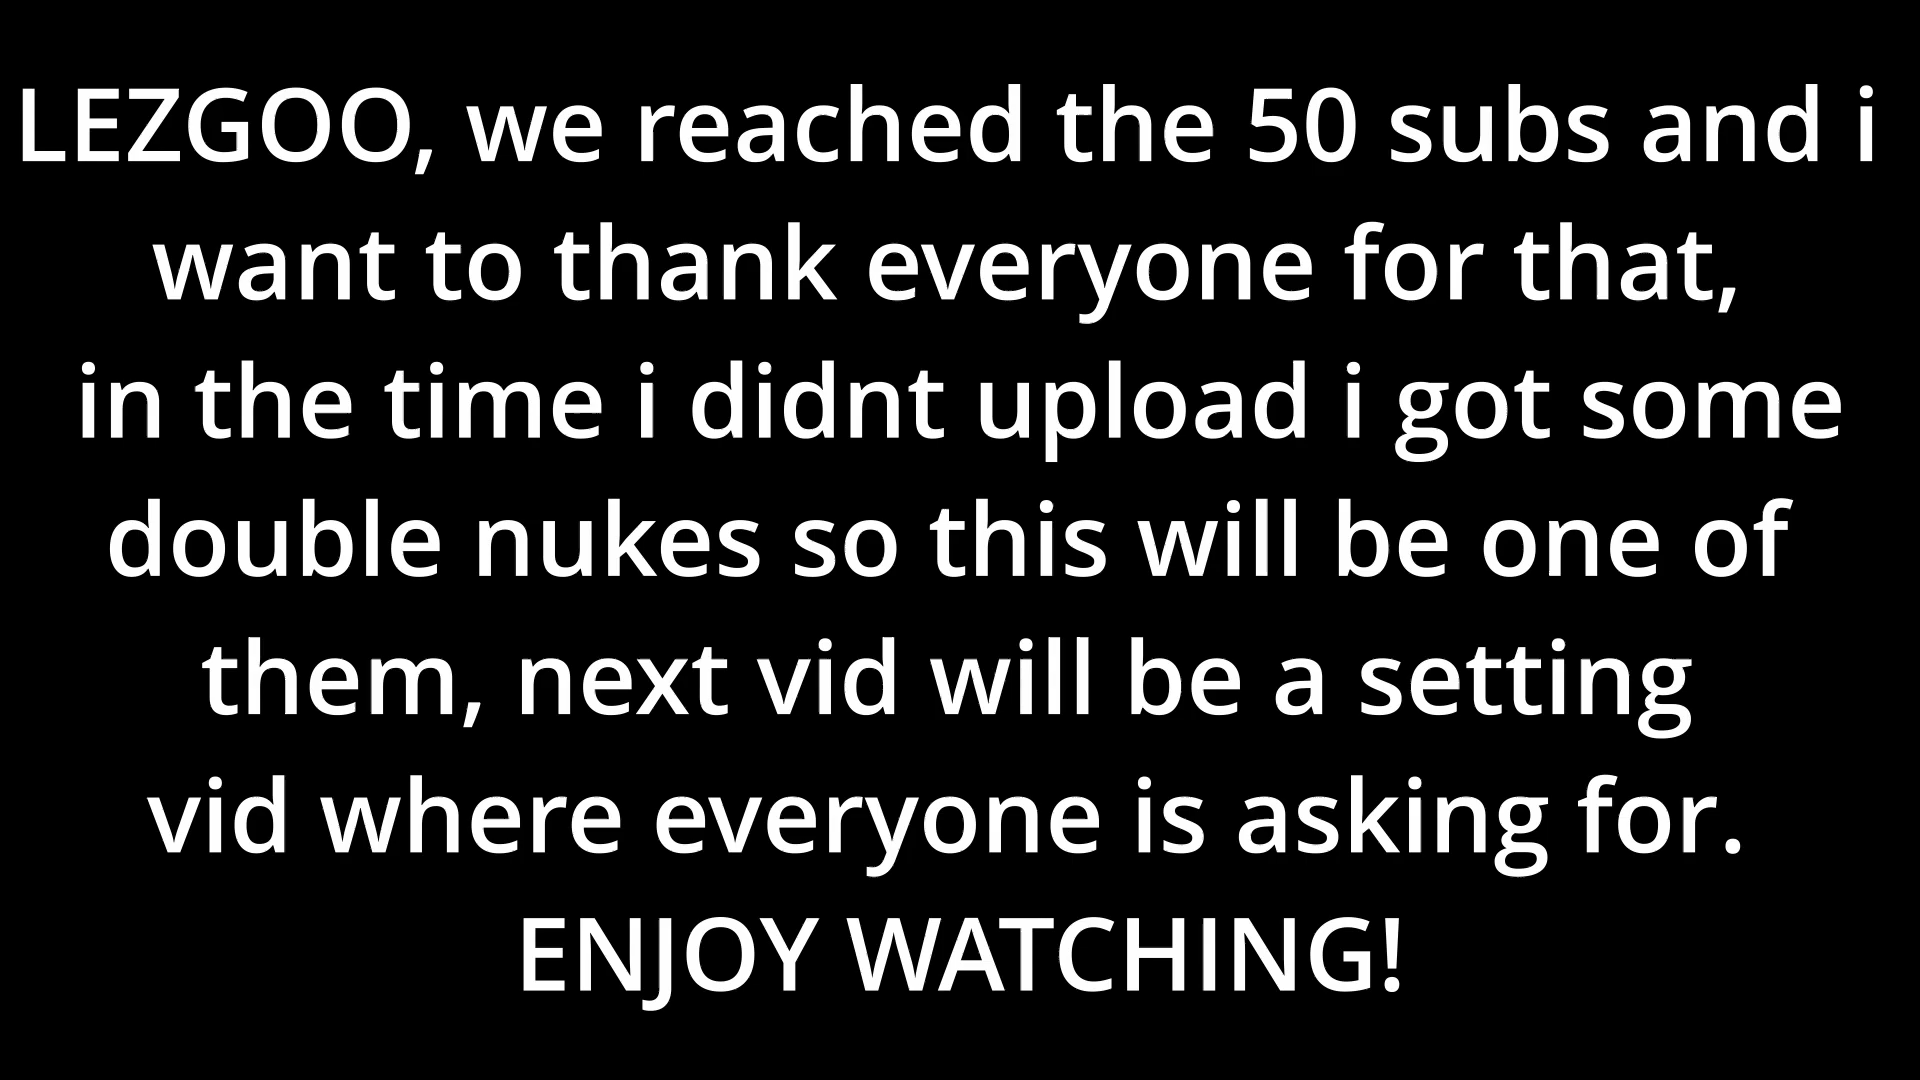 LEZGOO, we reached the 50 subs and i
want to thank everyone for that,
in the time i didnt upload i got some
double nukes so this will be one of
them, next vid will be a setting
vid where everyone is asking for.
ENJOY WATCHING!